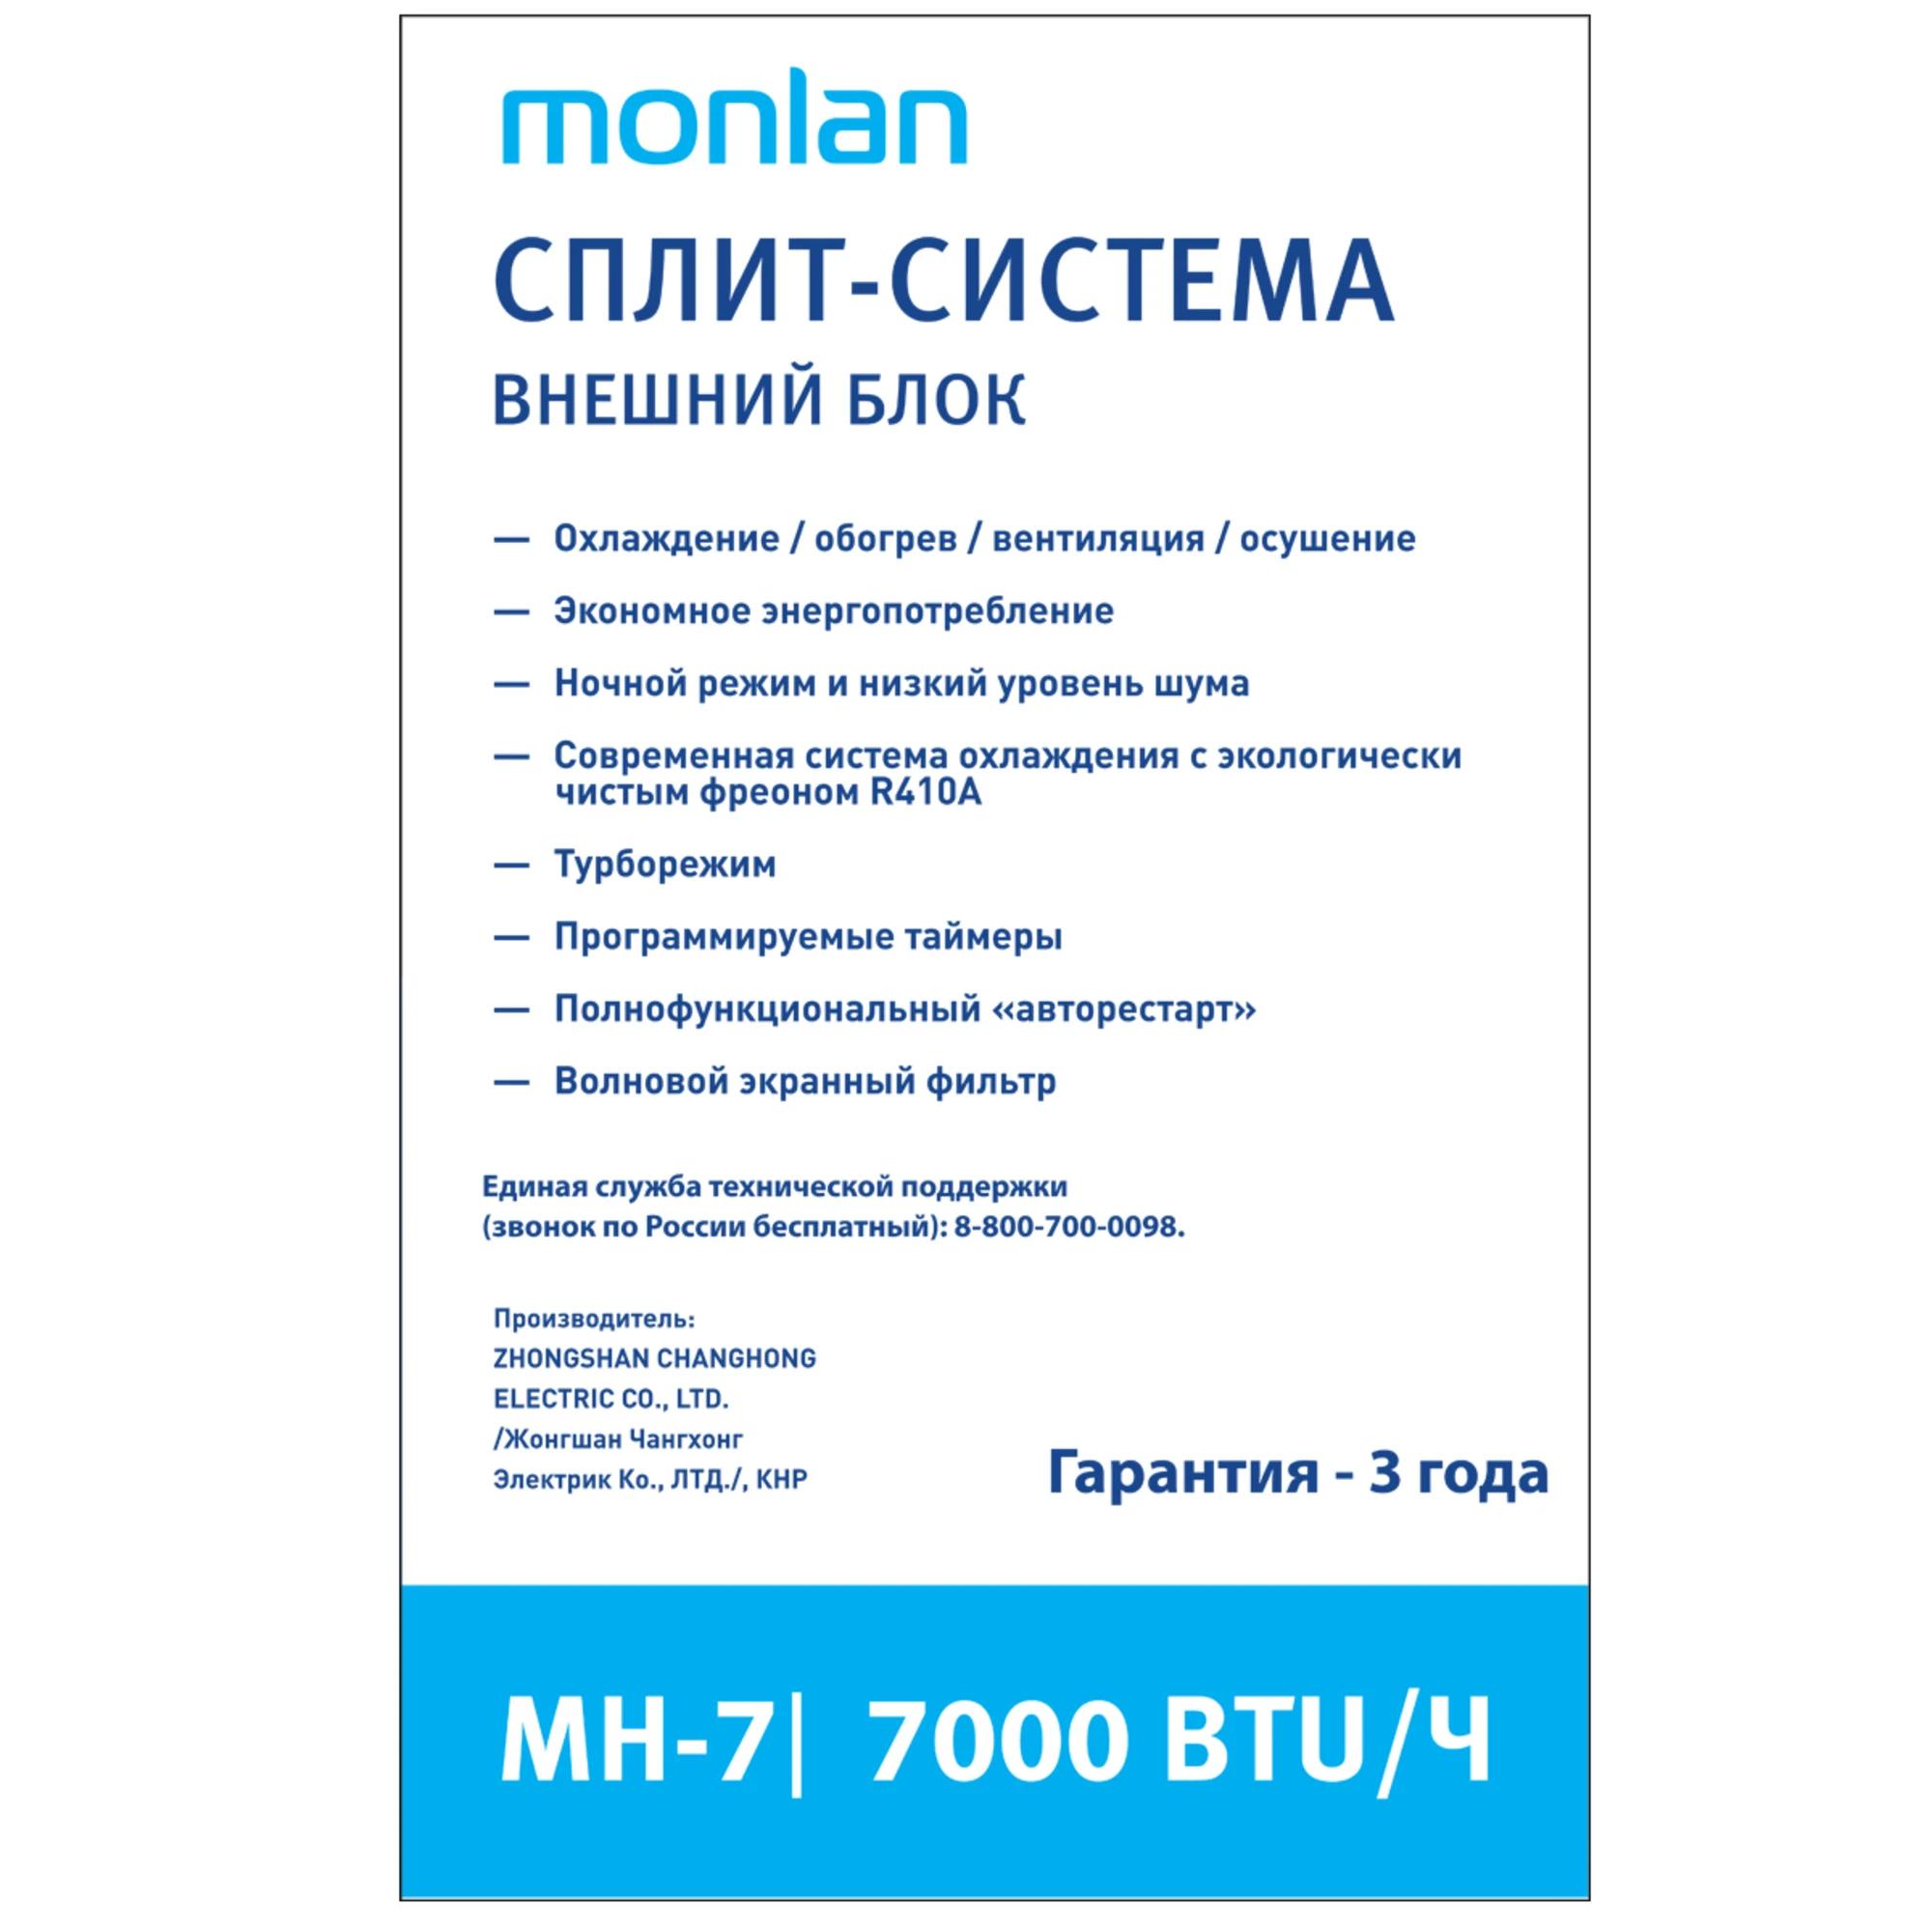 monlan
СПЛИТ-СИСТЕМА
ВНЕШНИЙ БЛОК
— Охлаждение / обогрев / вентиляция / осушение
— Экономное энергопотребление
— Ночной режим и низкий уровень шума
— Современная система охлаждения с экологически
чистым фреоном R410A
— Турборежим
— Программируемые таймеры
— Полнофункциональный «авторестарт»
— Волновой экранный фильтр
Единая служба технической поддержки
(звонок по России бесплатный): 8-800-700-0098.
Производитель:
ZHONGSHAN CHANGHONG
ELECTRIC CO., LTD.
/Жонгшан Чангхонг
Электрик Ко., ЛТД./, КНР
Гарантия - 3 года
MH-7| 7000 BTU/Ч